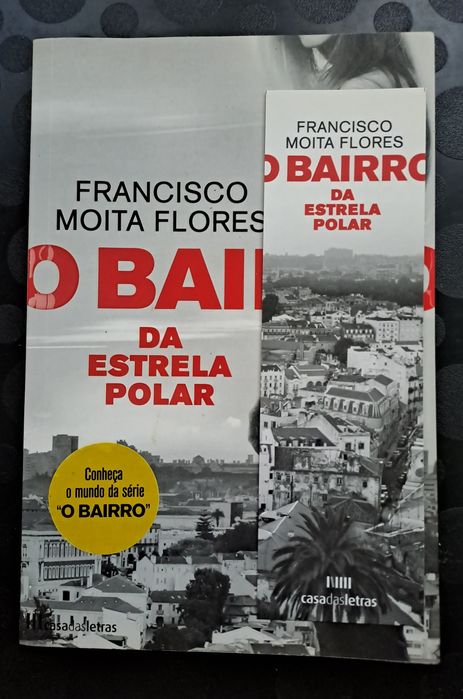 FRANCISCO
MOITA FLORES
O BAI
DA
ESTRELA
POLAR
Conheça
o mundo da série
"O BAIRRO"
casadasletras
FRANCISCO
MOITA FLORES
O BAIRRO
DA
ESTRELA
POLAR
casadasletras